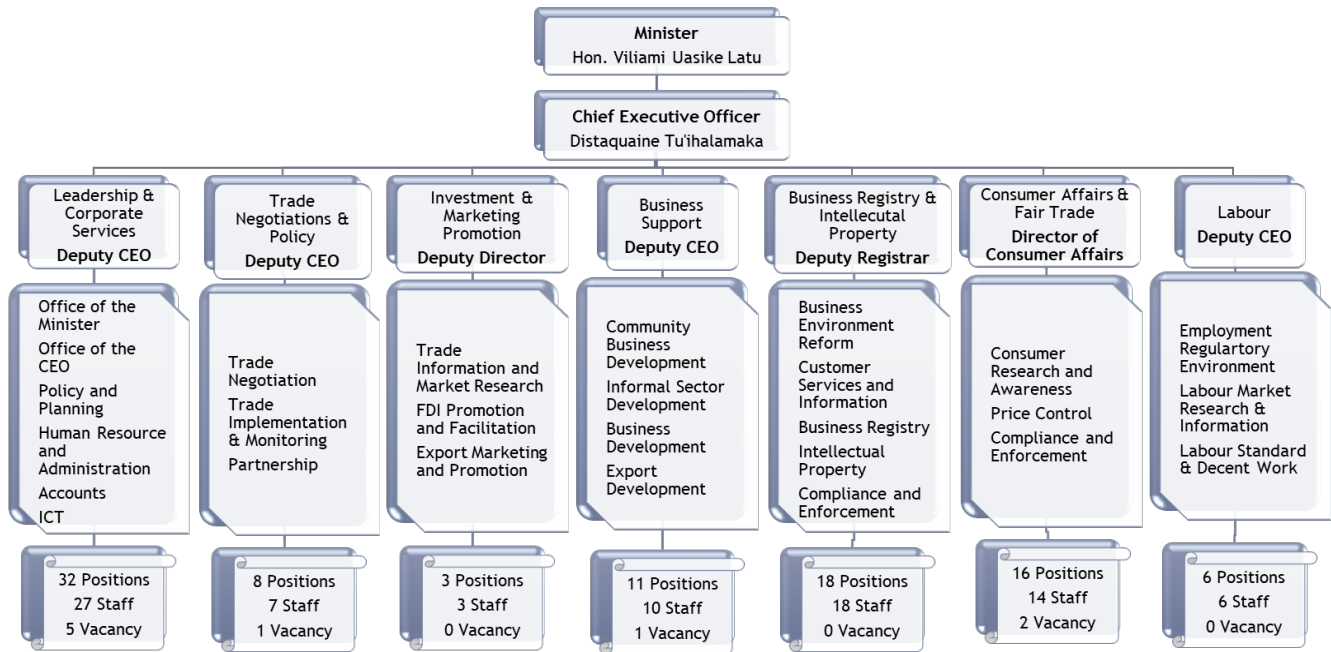 Minister
Hon. Viliami Uasike Latu
Chief Executive Officer
Distaquaine Tu'ihalamaka
Leadership &
Corporate
Services
Deputy CEO
Trade
Negotiations &
Policy
Deputy CEO
Investment &
Marketing
Promotion
Deputy Director
Business
Support
Deputy CEO
Business Registry &
Intellecutal
Property
Deputy Registrar
Consumer Affairs &
Fair Trade
Director of
Consumer Affairs
Labour
Deputy CEO
Office of the
Minister
Office of the
CEO
Policy and
Planning
Human Resource
and
Administration
Accounts
ICT
Trade
Negotiation
Trade
Implementation
& Monitoring
Partnership
Trade
Information and
Market Research
FDI Promotion
and Facilitation
Export Marketing
and Promotion
Community
Business
Development
Informal Sector
Development
Business
Development
Export
Development
Business
Environment
Reform
Customer
Services and
Information
Business Registry
Intellectual
Property
Compliance and
Enforcement
Consumer
Research and
Awareness
Price Control
Compliance and
Enforcement
Employment
Regulartory
Environment
Labour Market
Research &
Information
Labour Standard
& Decent Work
32 Positions
27 Staff
5 Vacancy
8 Positions
7 Staff
1 Vacancy
3 Positions
3 Staff
0 Vacancy
11 Positions
10 Staff
1 Vacancy
18 Positions
18 Staff
0 Vacancy
16 Positions
14 Staff
2 Vacancy
6 Positions
6 Staff
0 Vacancy